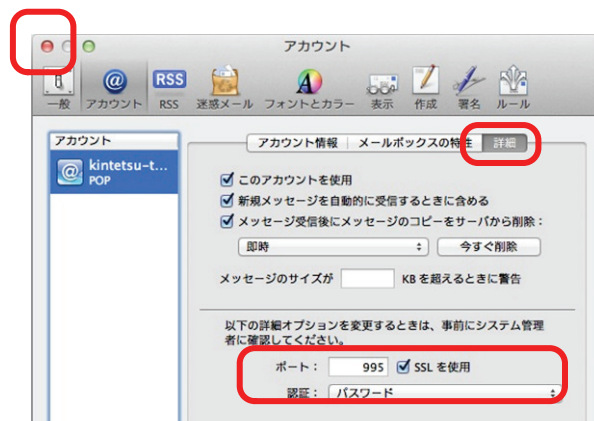 アカウント
RSS
一般 アカウント RSS 迷惑メール フォントとカラー 表示 作成 署名 ルール
アカウント
アカウント情報 メールボックスの特性 詳細
kintetsu-t...
POP
このアカウントを使用
新規メッセージを自動的に受信するときに含める
メッセージ受信後にメッセージのコピーをサーバから削除：
即時 今すぐ削除
メッセージのサイズが KB を超えるときに警告
以下の詳細オプションを変更するときは、事前にシステム管理
者に確認してください。
ポート： 995 SSL を使用
認証： パスワード